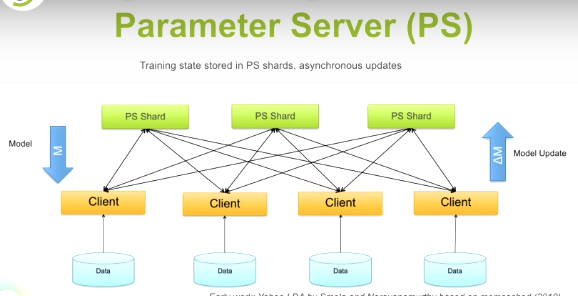 Parameter Server (PS)
Training state stored in PS shards, asynchronous updates
PS Shard PS Shard PS Shard
Model
M
ΔM
Model Update
Client Client Client Client
Data Data Data Data